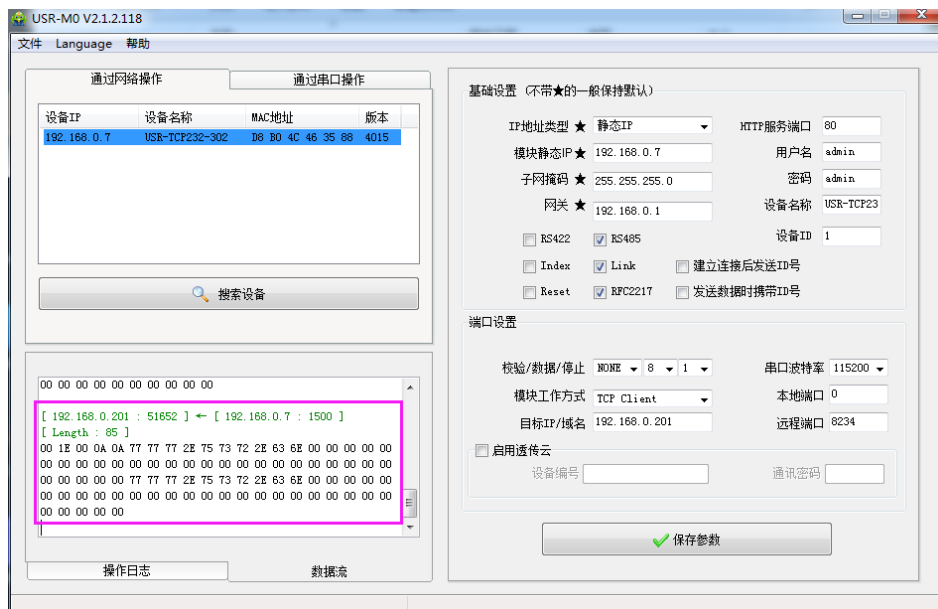 USR-M0 V2.1.2.118
文件 Language 帮助
通过网络操作 通过串口操作
设备IP 设备名称 MAC地址 版本
192.168.0.7 USR-TCP232-302 D8 B0 4C 46 35 88 4015
搜索设备
00 00 00 00 00 00 00 00 00 00
[ 192.168.0.201 : 51652 ] ← [ 192.168.0.7 : 1500 ]
[ Length : 85 ]
00 1E 00 0A 0A 77 77 77 2E 75 73 72 2E 63 6E 00 00 00 00 00
00 00 00 00 00 00 00 00 00 00 00 00 00 00 00 00 00 00 00 00
00 00 00 00 00 77 77 77 2E 75 73 72 2E 63 6E 00 00 00 00 00
00 00 00 00 00 00 00 00 00 00 00 00 00 00 00 00 00 00 00 00
00 00 00 00 00
操作日志 数据流
基础设置 (不带★的一般保持默认)
IP地址类型 ★ 静态IP HTTP服务端口 80
模块静态IP★ 192.168.0.7 用户名 admin
子网掩码 ★ 255.255.255.0 密码 admin
网关 ★ 192.168.0.1 设备名称 USR-TCP23
RS422 RS485 设备ID 1
Index Link 建立连接后发送ID号
Reset RFC2217 发送数据时携带ID号
端口设置
校验/数据/停止 NONE 8 1 串口波特率 115200
模块工作方式 TCP Client 本地端口 0
目标IP/域名 192.168.0.201 远程端口 8234
启用透传云
设备编号 通讯密码
保存参数